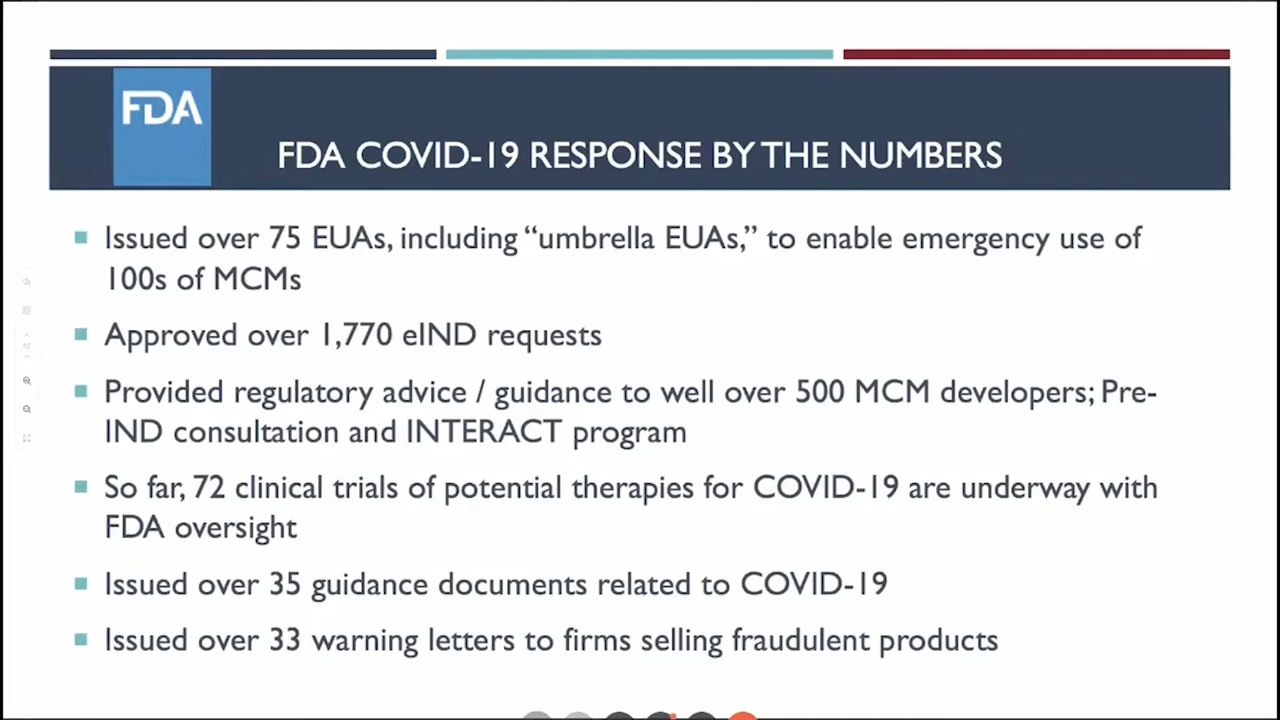 FDA
FDA COVID-19 RESPONSE BY THE NUMBERS
Issued over 75 EUAs, including “umbrella EUAs,” to enable emergency use of
100s of MCMs
Approved over 1,770 eIND requests
Provided regulatory advice / guidance to well over 500 MCM developers; Pre-
IND consultation and INTERACT program
So far, 72 clinical trials of potential therapies for COVID-19 are underway with
FDA oversight
Issued over 35 guidance documents related to COVID-19
Issued over 33 warning letters to firms selling fraudulent products